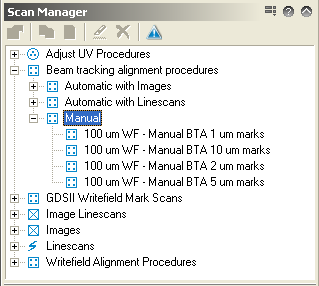 Scan Manager
Adjust UV Procedures
Beam tracking alignment procedures
Automatic with Images
Automatic with Linescans
Manual
100 um WF - Manual BTA 1 um marks
100 um WF - Manual BTA 10 um marks
100 um WF - Manual BTA 2 um marks
100 um WF - Manual BTA 5 um marks
GDSII Writefield Mark Scans
Image Linescans
Images
Linescans
Writefield Alignment Procedures